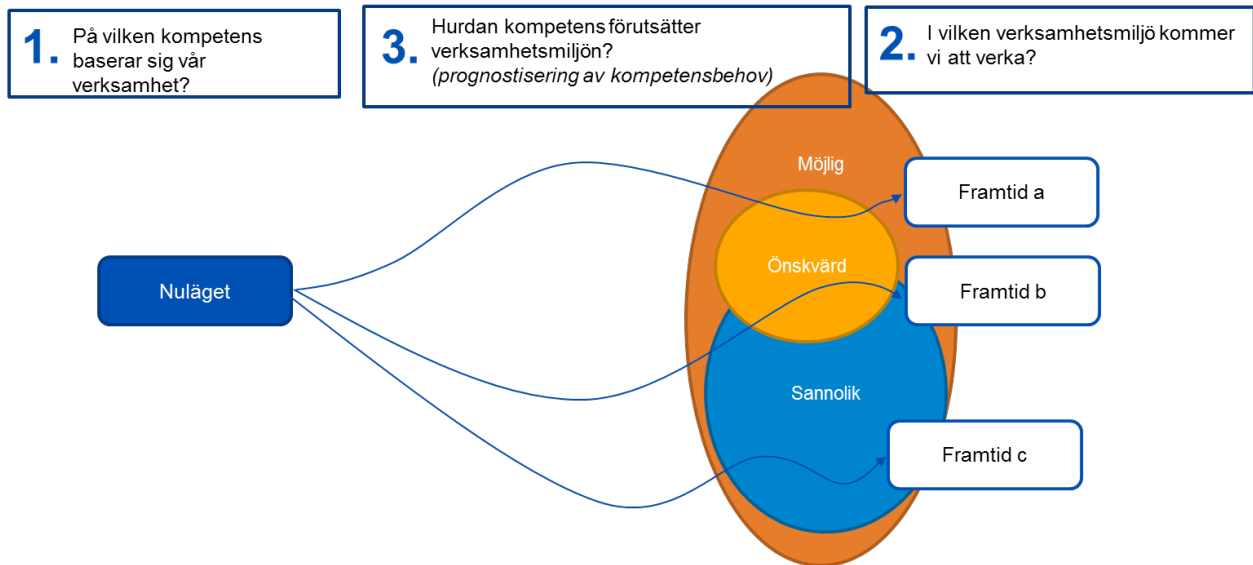 1.
På vilken kompetens
baserar sig vår
verksamhet?
3.
Hurdan kompetens förutsätter
verksamhetsmiljön?
(prognostisering av kompetensbehov)
2.
I vilken verksamhetsmiljö kommer
vi att verka?
Möjlig
Framtid a
Önskvärd
Nuläget
Framtid b
Sannolik
Framtid c